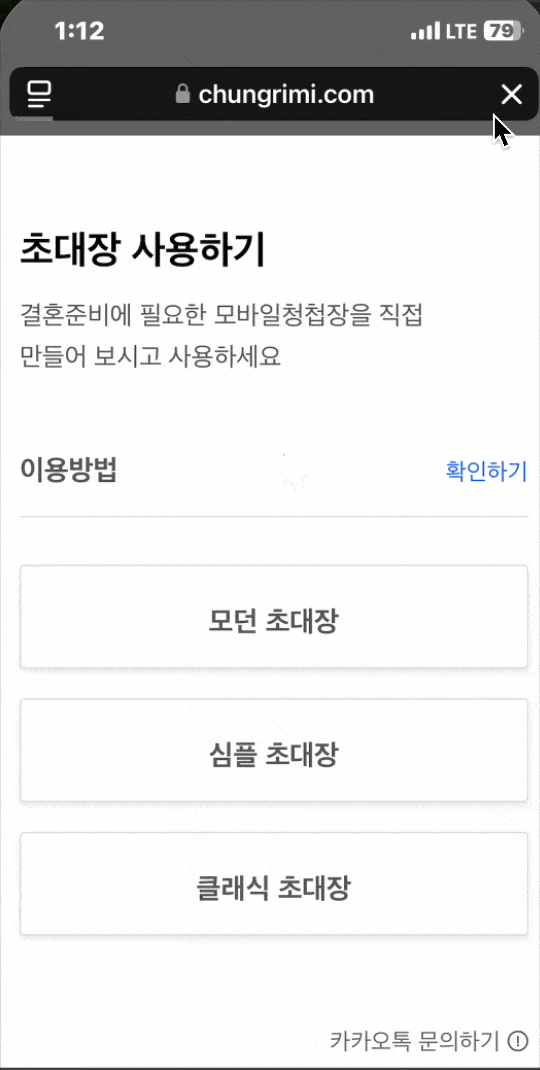 1:12
LTE 79
chungrimi.com
초대장 사용하기
결혼준비에 필요한 모바일청첩장을 직접
만들어 보시고 사용하세요
이용방법 확인하기
모던 초대장
심플 초대장
클래식 초대장
카카오톡 문의하기